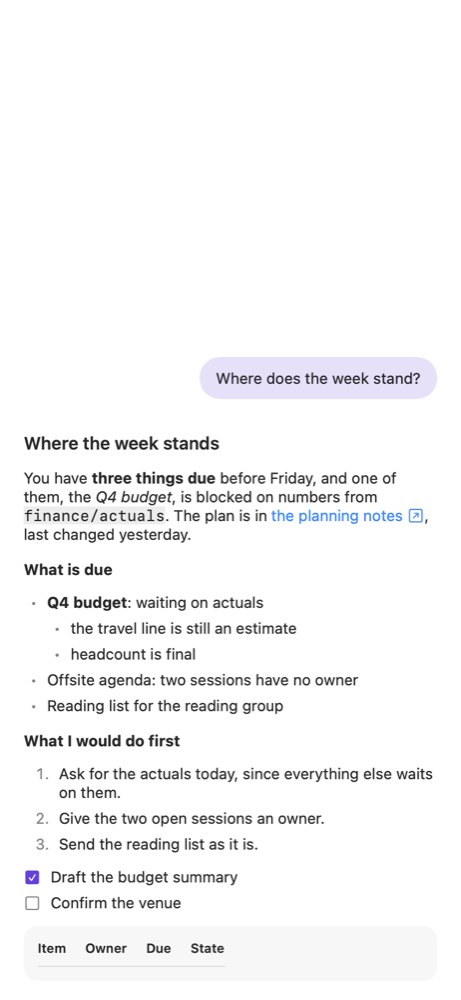 Where does the week stand?
Where the week stands
You have three things due before Friday, and one of
them, the Q4 budget, is blocked on numbers from
finance/actuals. The plan is in the planning notes,
last changed yesterday.
What is due
• Q4 budget: waiting on actuals
• the travel line is still an estimate
• headcount is final
• Offsite agenda: two sessions have no owner
• Reading list for the reading group
What I would do first
1. Ask for the actuals today, since everything else waits
on them.
2. Give the two open sessions an owner.
3. Send the reading list as it is.
Draft the budget summary
Confirm the venue
Item Owner Due State